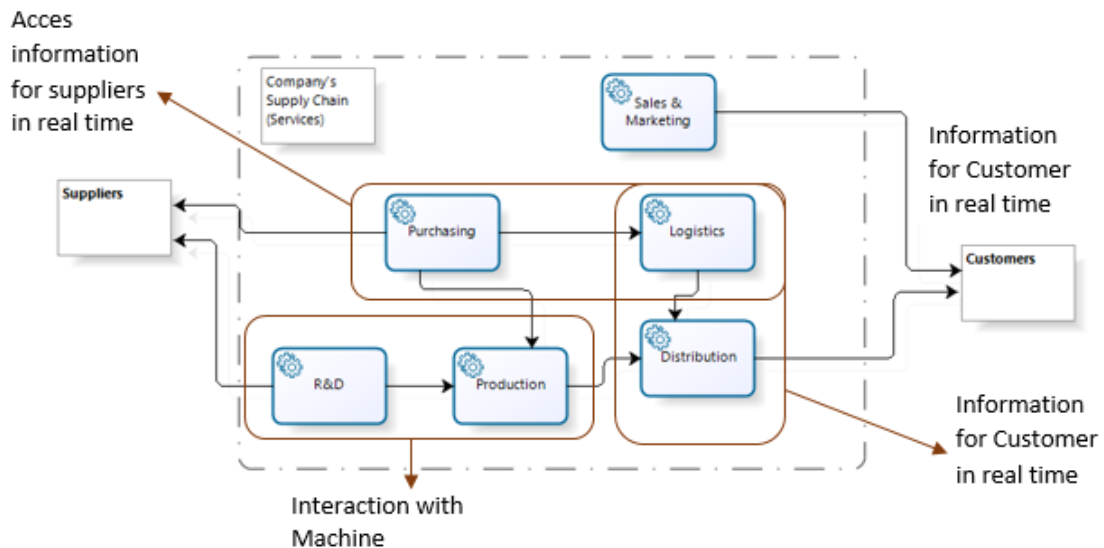 Acces
information
for suppliers
in real time
Company's
Supply Chain
(Services)
Sales &
Marketing
Information
for Customer
in real time
Suppliers
Purchasing
Logistics
Customers
R&D
Production
Distribution
Information
for Customer
in real time
Interaction with
Machine